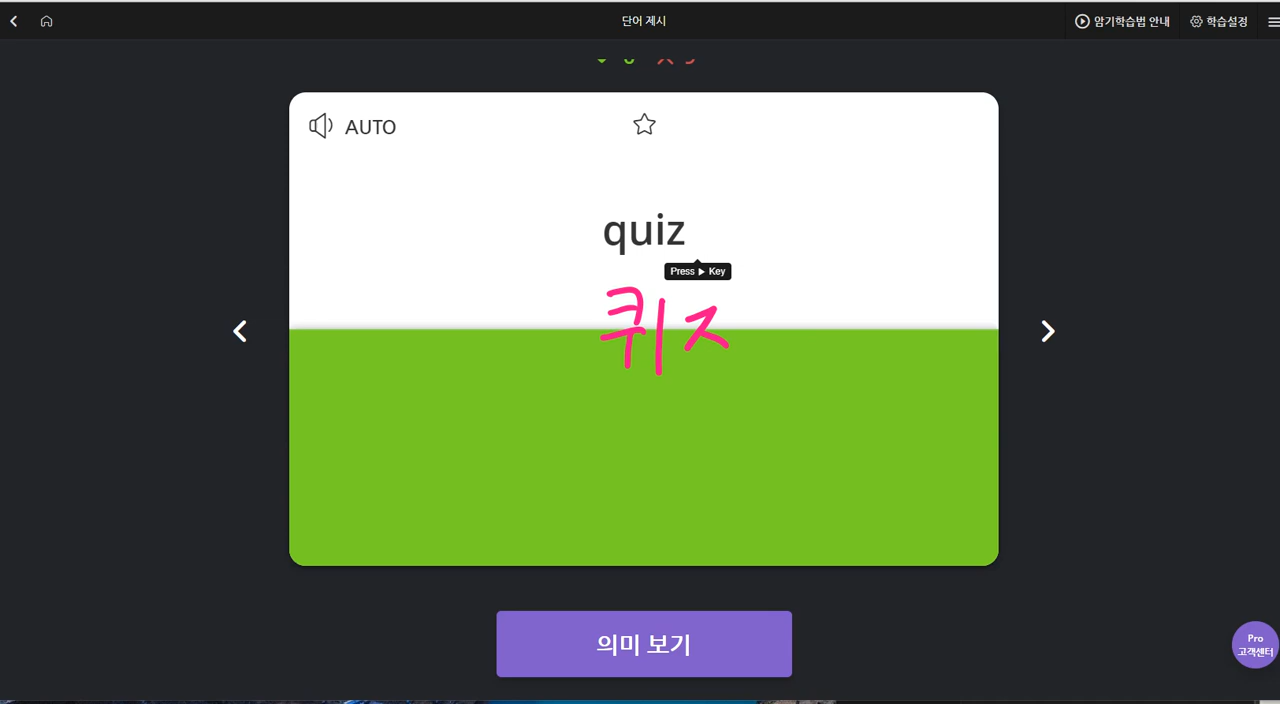 단어 제시
암기학습법 안내
학습설정
AUTO
quiz
Press ▶ Key
퀴즈
의미 보기
Pro
고객센터